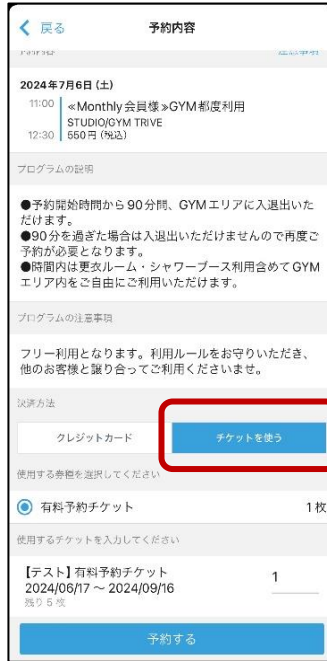 戻る 予約内容
注意事項
2024年7月6日(土)
11:00 ≪Monthly会員様≫GYM都度利用
STUDIO/GYM TRIVE
12:30 550円(税込)
プログラムの説明
●予約開始時間から90分間、GYMエリアに入退出いた
だけます。
●90分を過ぎた場合は入退出いただけませんので再度ご
予約が必要となります。
●時間内は更衣ルーム・シャワーブース利用含めてGYM
エリア内をご自由にご利用いただけます。
プログラムの注意事項
フリー利用となります。利用ルールをお守りいただき、
他のお客様と譲り合ってご利用くださいませ。
決済方法
クレジットカード チケットを使う
使用する券種を選択してください
有料予約チケット 1枚
使用するチケットを入力してください
【テスト】有料予約チケット 1
2024/06/17 ～ 2024/09/16
残り5枚
予約する